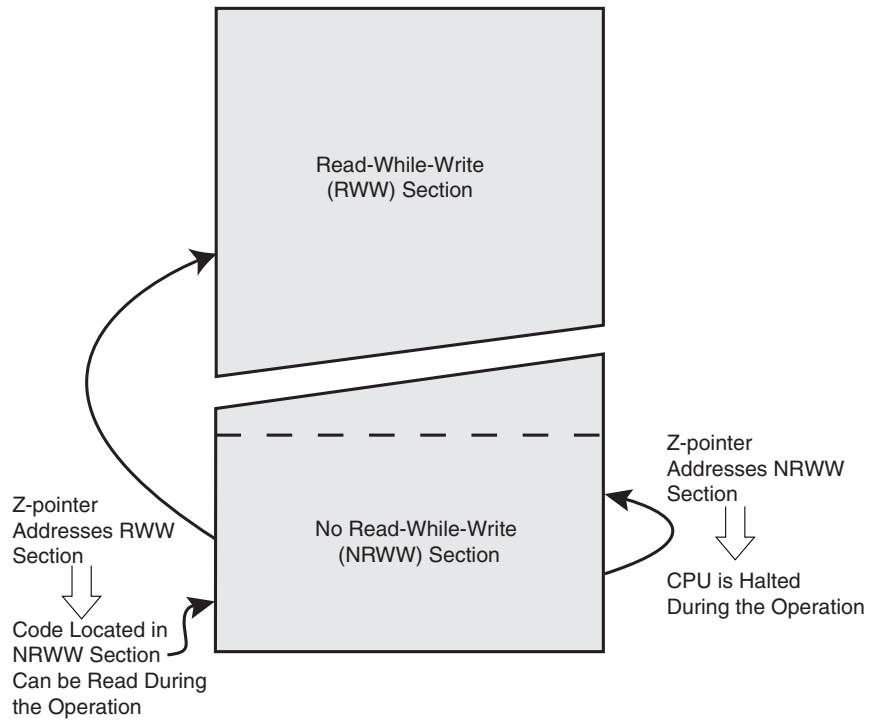 Read-While-Write
(RWW) Section
Z-pointer
Addresses NRWW
Section
Z-pointer
Addresses RWW
Section
No Read-While-Write
(NRWW) Section
CPU is Halted
During the Operation
Code Located in
NRWW Section
Can be Read During
the Operation